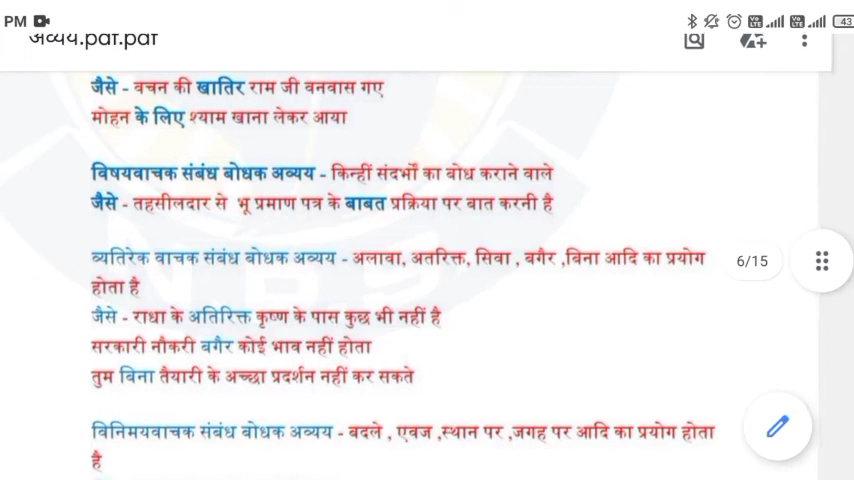 PM
43
अव्यय.pdf.pdf
जैसे - वचन की खातिर राम जी वनवास गए
मोहन के लिए श्याम खाना लेकर आया
विषयवाचक संबंध बोधक अव्यय - किन्हीं संदर्भों का बोध कराने वाले
जैसे - तहसीलदार से भू प्रमाण पत्र के बाबत प्रक्रिया पर बात करनी है
व्यतिरेक वाचक संबंध बोधक अव्यय - अलावा, अतरिक्त, सिवा , बगैर ,बिना आदि का प्रयोग
होता है
6/15
जैसे - राधा के अतिरिक्त कृष्ण के पास कुछ भी नहीं है
सरकारी नौकरी बगैर कोई भाव नहीं होता
तुम बिना तैयारी के अच्छा प्रदर्शन नहीं कर सकते
विनिमयवाचक संबंध बोधक अव्यय - बदले , एवज ,स्थान पर ,जगह पर आदि का प्रयोग होता
है